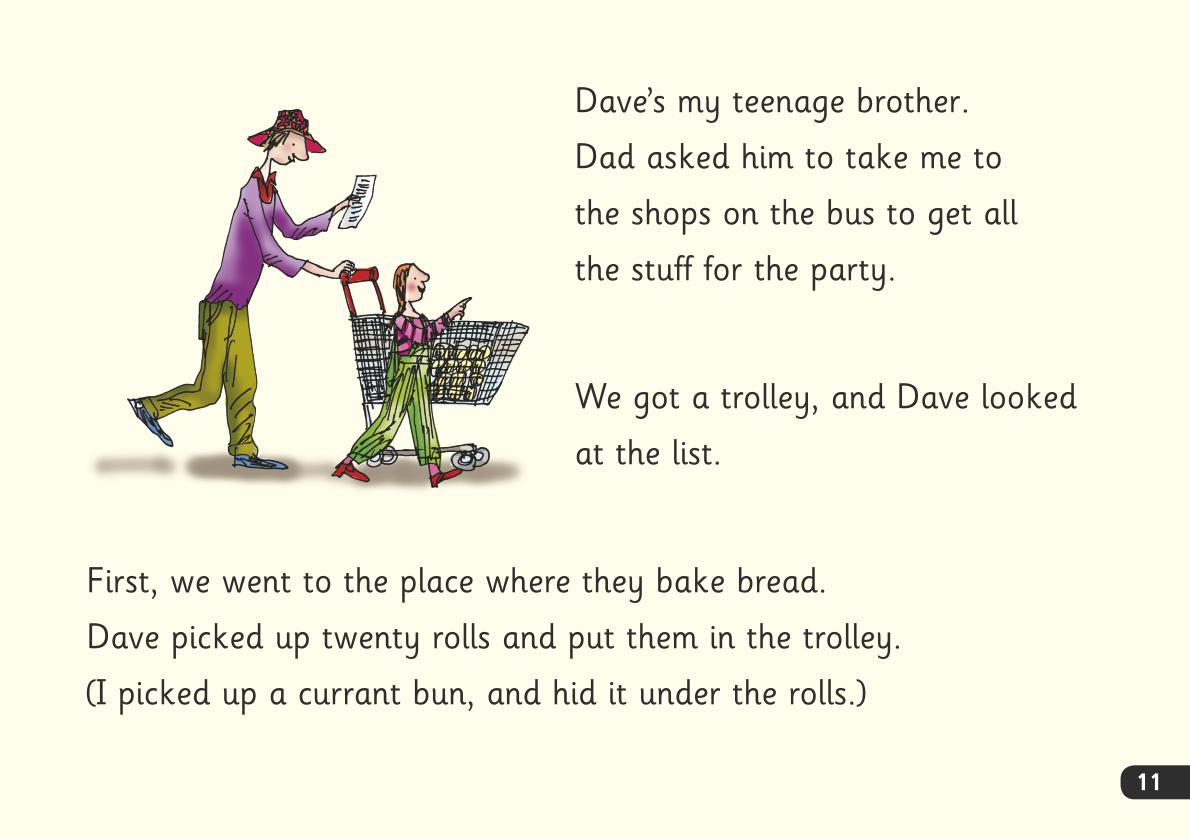 Dave’s my teenage brother.
Dad asked him to take me to
the shops on the bus to get all
the stuff for the party.
We got a trolley, and Dave looked
at the list.
First, we went to the place where they bake bread.
Dave picked up twenty rolls and put them in the trolley.
(I picked up a currant bun, and hid it under the rolls.)
11